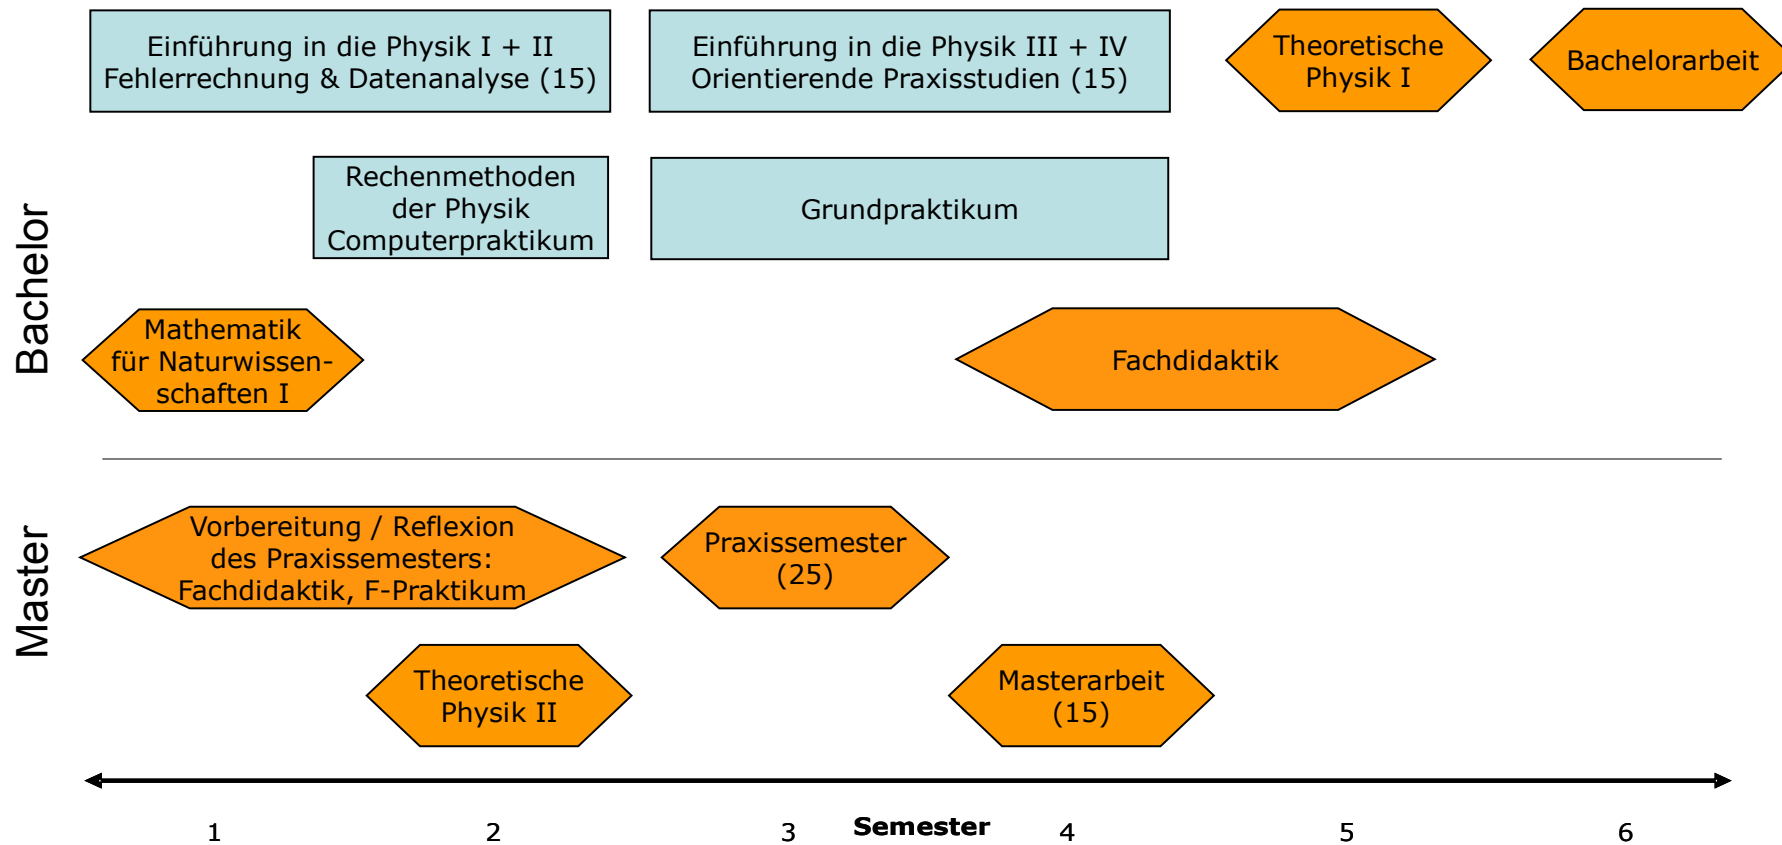 Einführung in die Physik I + II
Fehlerrechnung & Datenanalyse (15)
Einführung in die Physik III + IV
Orientierende Praxisstudien (15)
Theoretische
Physik I
Bachelorarbeit
Rechenmethoden
der Physik
Computerpraktikum
Grundpraktikum
Bachelor
Mathematik
für Naturwissen-
schaften I
Fachdidaktik
Master
Vorbereitung / Reflexion
des Praxissemesters:
Fachdidaktik, F-Praktikum
Praxissemester
(25)
Theoretische
Physik II
Masterarbeit
(15)
1 2 3 Semester 4 5 6